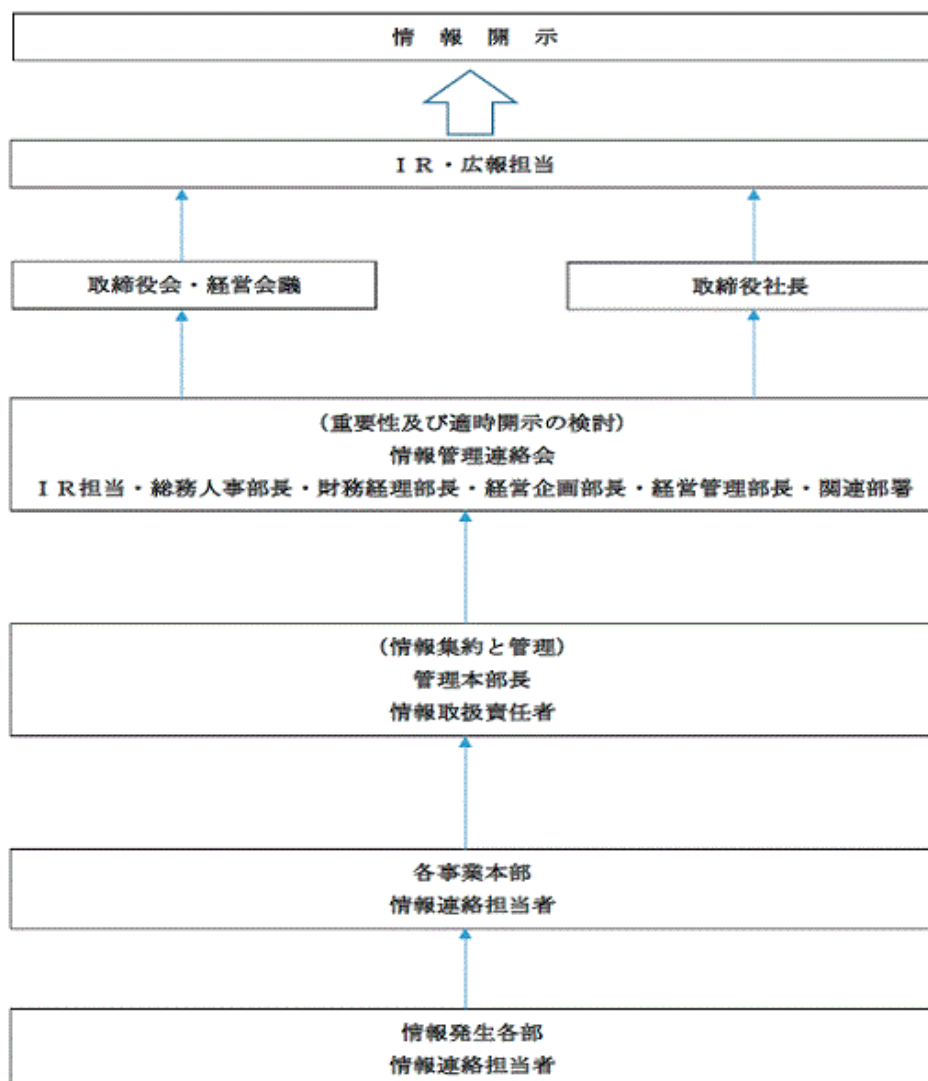 情 報 開 示
ＩＲ・広報担当
取締役会・経営会議
取締役社長
(重要性及び適時開示の検討)
情報管理連絡会
ＩＲ担当・総務人事部長・財務経理部長・経営企画部長・経営管理部長・関連部署
(情報集約と管理)
管理本部長
情報取扱責任者
各事業本部
情報連絡担当者
情報発生各部
情報連絡担当者